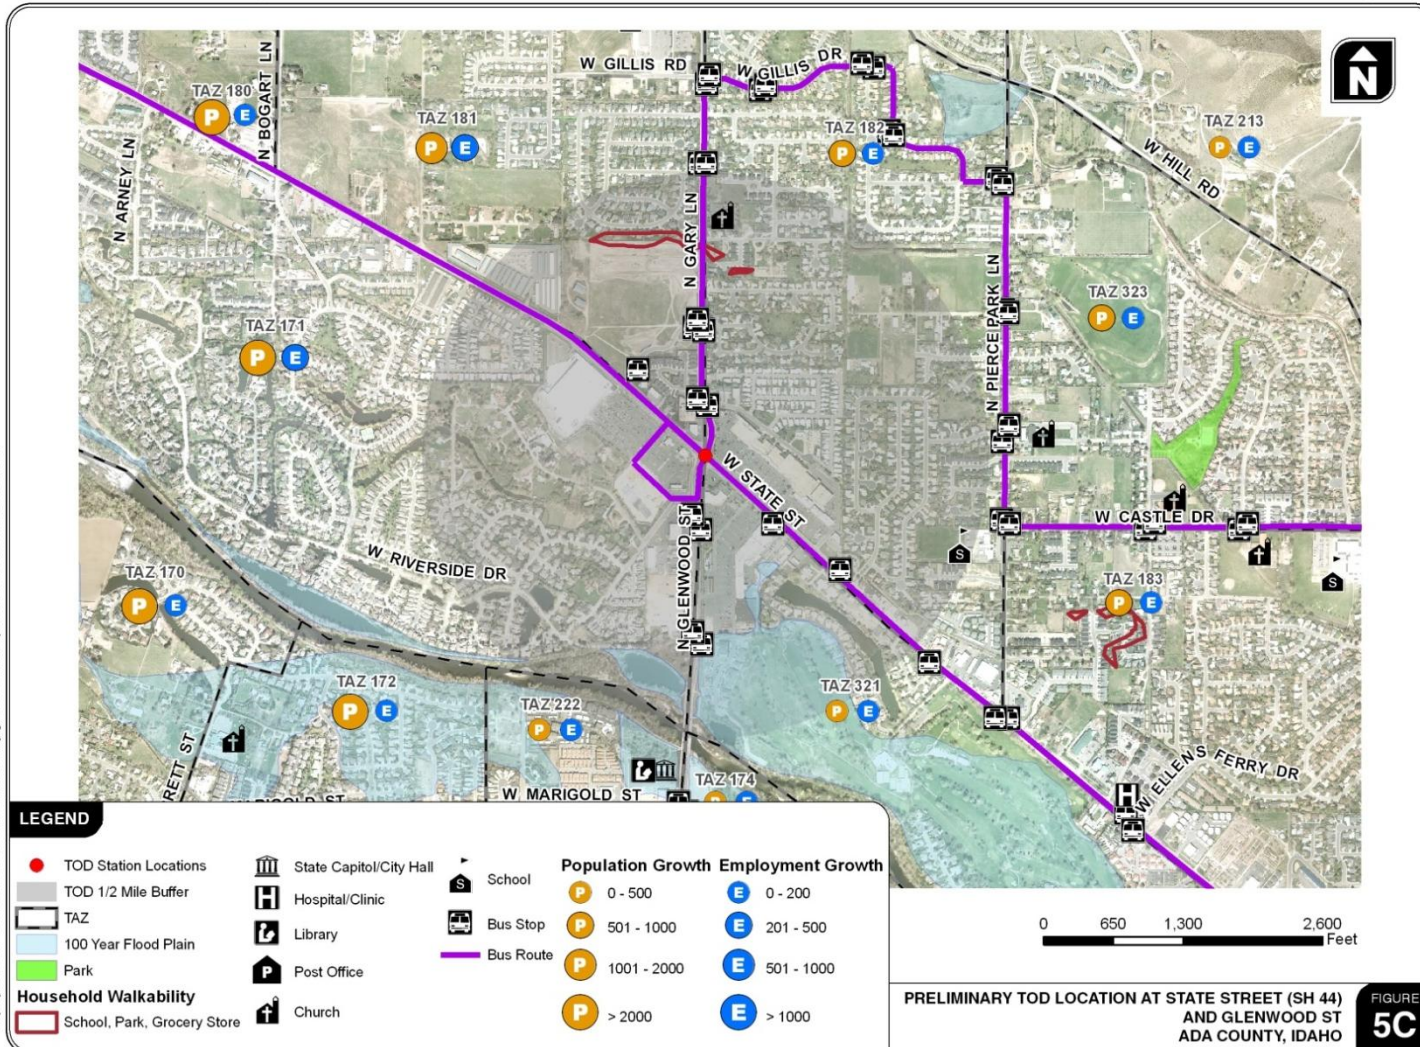 W GILLIS RD
W GILLIS DR
N
TAZ 180
P E
N BOGART LN
TAZ 181
P E
TAZ 182
P E
TAZ 213
P E
N ARNEY LN
W HILL RD
N GARY LN
N PIERCE PARK LN
TAZ 323
P E
TAZ 171
P E
W STATE ST
W CASTLE DR
S
S
N GLENWOOD ST
W RIVERSIDE DR
TAZ 170
P E
TAZ 183
P E
TAZ 172
P E
TAZ 222
P E
TAZ 321
P E
TAZ 174
P E
RETT ST
W MARIGOLD ST
H
W ELLENS FERRY DR
LEGEND
TOD Station Locations
TOD 1/2 Mile Buffer
TAZ
100 Year Flood Plain
Park
Household Walkability
School, Park, Grocery Store
State Capitol/City Hall
H Hospital/Clinic
Library
P Post Office
Church
S School
Bus Stop
Bus Route
Population Growth
P 0 - 500
P 501 - 1000
P 1001 - 2000
P > 2000
Employment Growth
E 0 - 200
E 201 - 500
E 501 - 1000
E > 1000
0 650 1,300 2,600
Feet
PRELIMINARY TOD LOCATION AT STATE STREET (SH 44)
AND GLENWOOD ST
ADA COUNTY, IDAHO
FIGURE
5C